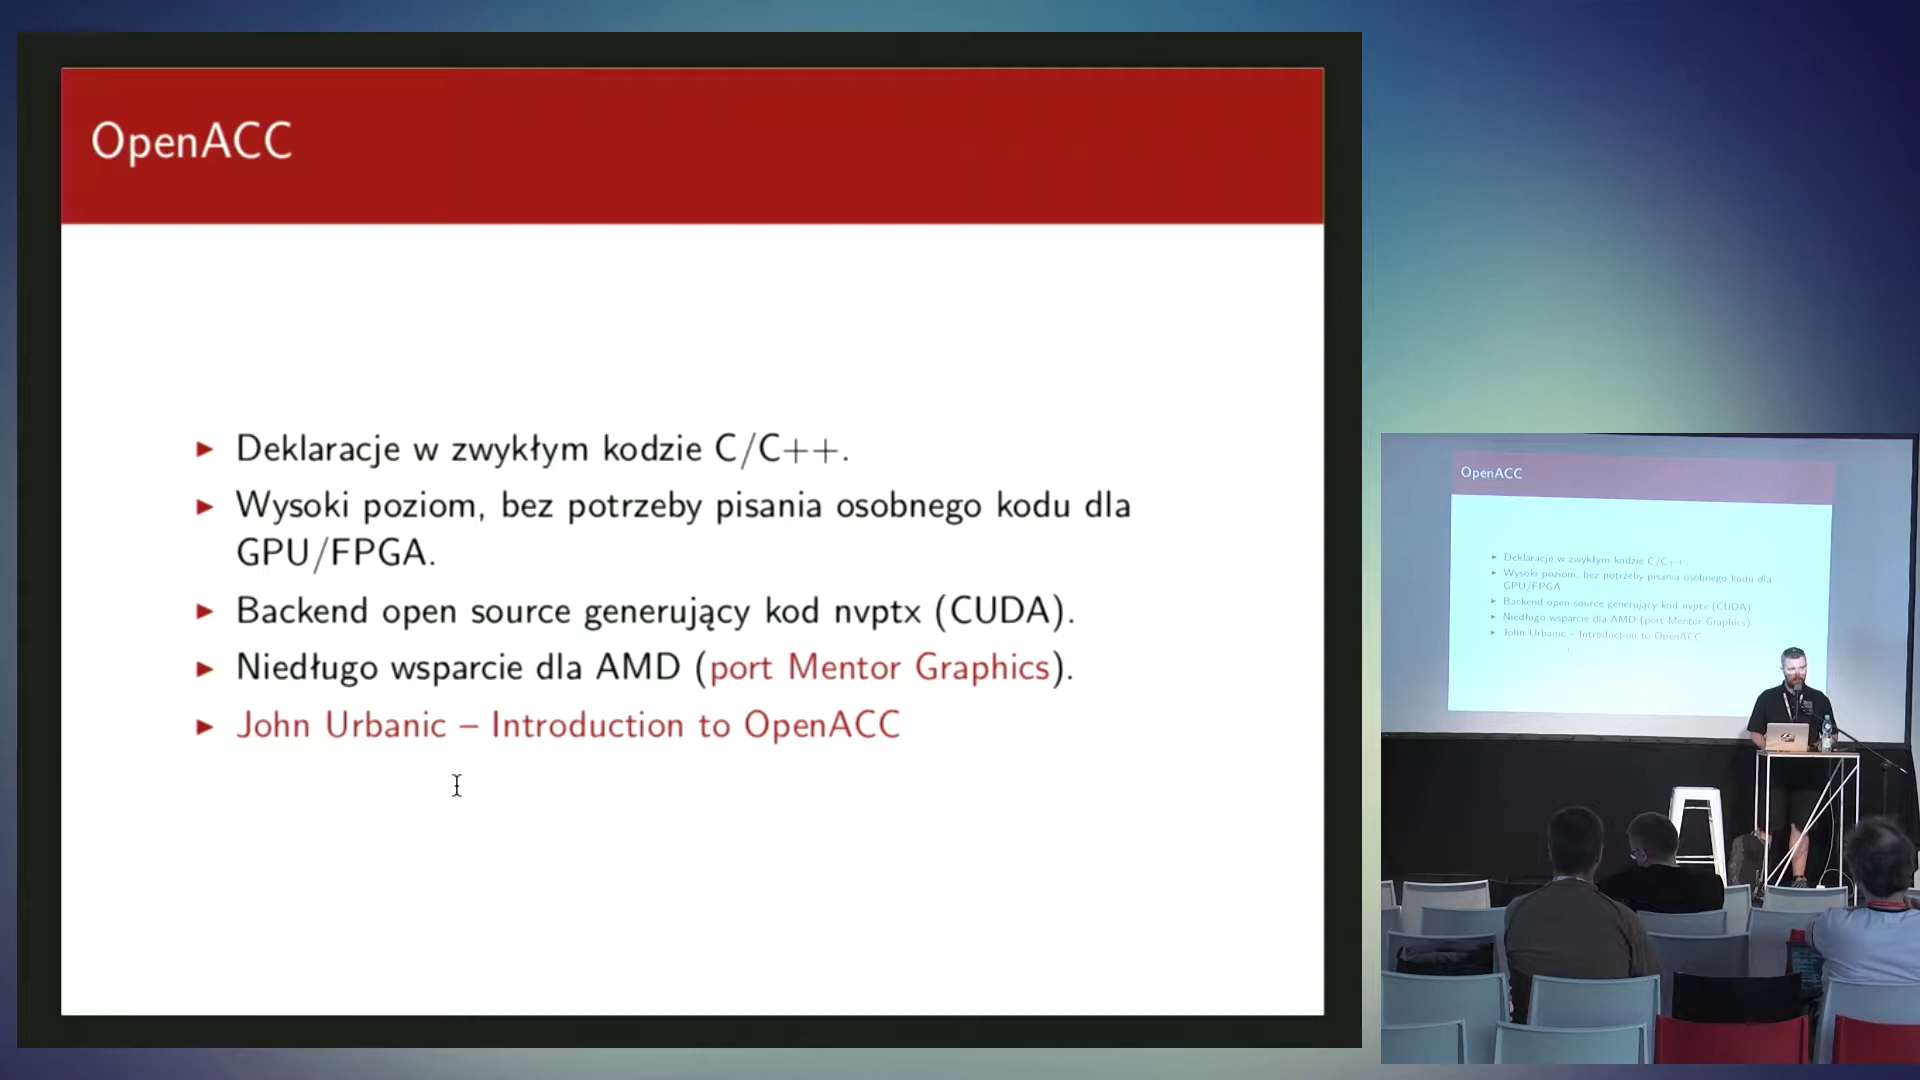 OpenACC
Deklaracje w zwykłym kodzie C/C++.
Wysoki poziom, bez potrzeby pisania osobnego kodu dla
GPU/FPGA.
Backend open source generujący kod nvptx (CUDA).
Niedługo wsparcie dla AMD (port Mentor Graphics).
John Urbanic – Introduction to OpenACC
OpenACC
Deklaracje w zwykłym kodzie C/C++.
Wysoki poziom, bez potrzeby pisania osobnego kodu dla
GPU/FPGA
Backend open source generujący kod nvptx (CUDA)
Niedługo wsparcie dla AMD (port Mentor Graphics)
John Urbanic – Introduction to OpenACC